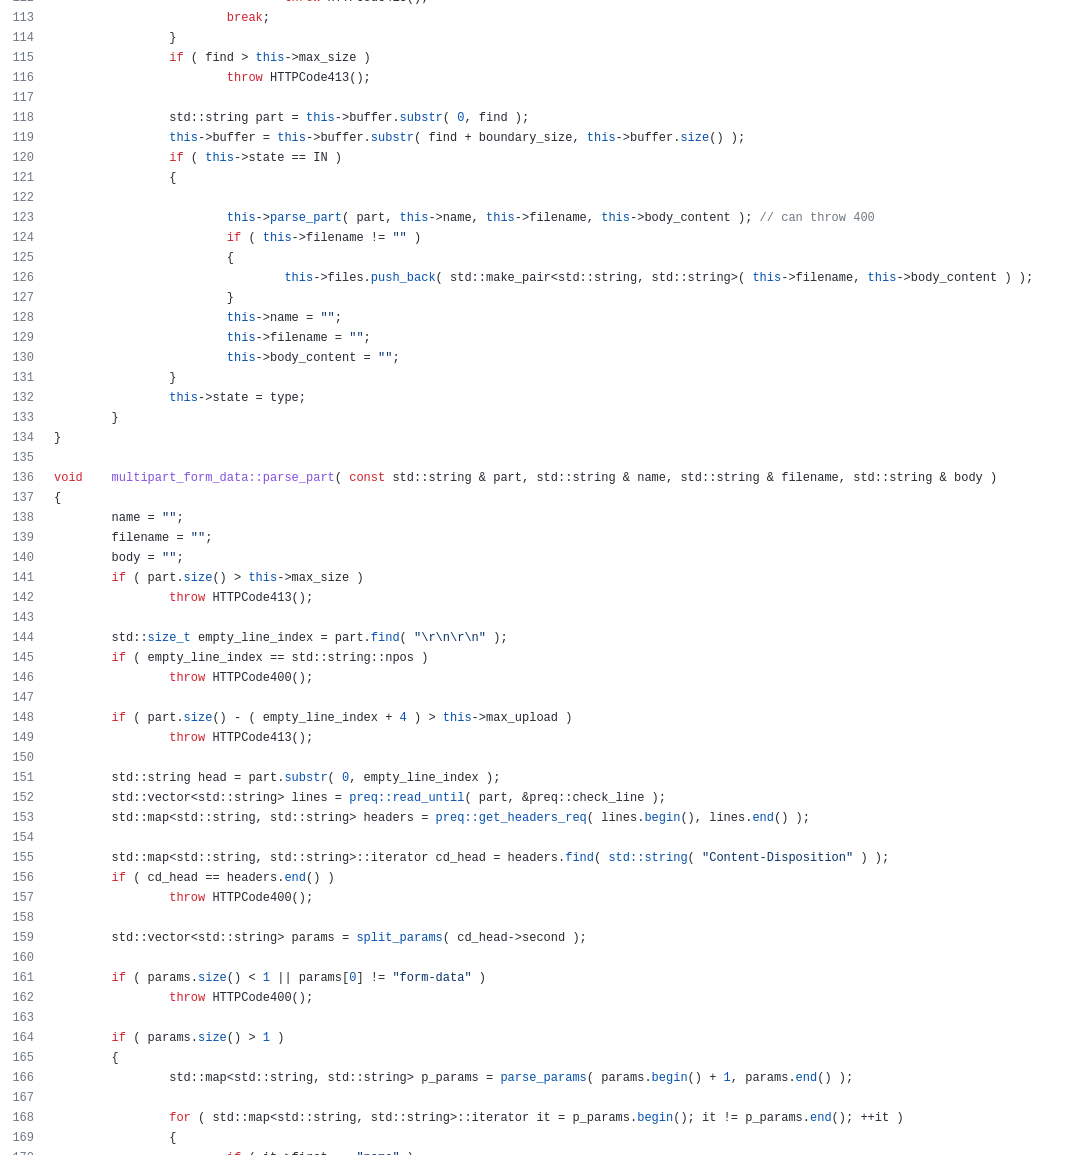 113 break;
114 }
115 if ( find > this->max_size )
116 throw HTTPCode413();
117
118 std::string part = this->buffer.substr( 0, find );
119 this->buffer = this->buffer.substr( find + boundary_size, this->buffer.size() );
120 if ( this->state == IN )
121 {
122
123 this->parse_part( part, this->name, this->filename, this->body_content ); // can throw 400
124 if ( this->filename != "" )
125 {
126 this->files.push_back( std::make_pair<std::string, std::string>( this->filename, this->body_content ) );
127 }
128 this->name = "";
129 this->filename = "";
130 this->body_content = "";
131 }
132 this->state = type;
133 }
134 }
135
136 void multipart_form_data::parse_part( const std::string & part, std::string & name, std::string & filename, std::string & body )
137 {
138 name = "";
139 filename = "";
140 body = "";
141 if ( part.size() > this->max_size )
142 throw HTTPCode413();
143
144 std::size_t empty_line_index = part.find( "\r\n\r\n" );
145 if ( empty_line_index == std::string::npos )
146 throw HTTPCode400();
147
148 if ( part.size() - ( empty_line_index + 4 ) > this->max_upload )
149 throw HTTPCode413();
150
151 std::string head = part.substr( 0, empty_line_index );
152 std::vector<std::string> lines = preq::read_until( part, &preq::check_line );
153 std::map<std::string, std::string> headers = preq::get_headers_req( lines.begin(), lines.end() );
154
155 std::map<std::string, std::string>::iterator cd_head = headers.find( std::string( "Content-Disposition" ) );
156 if ( cd_head == headers.end() )
157 throw HTTPCode400();
158
159 std::vector<std::string> params = split_params( cd_head->second );
160
161 if ( params.size() < 1 || params[0] != "form-data" )
162 throw HTTPCode400();
163
164 if ( params.size() > 1 )
165 {
166 std::map<std::string, std::string> p_params = parse_params( params.begin() + 1, params.end() );
167
168 for ( std::map<std::string, std::string>::iterator it = p_params.begin(); it != p_params.end(); ++it )
169 {